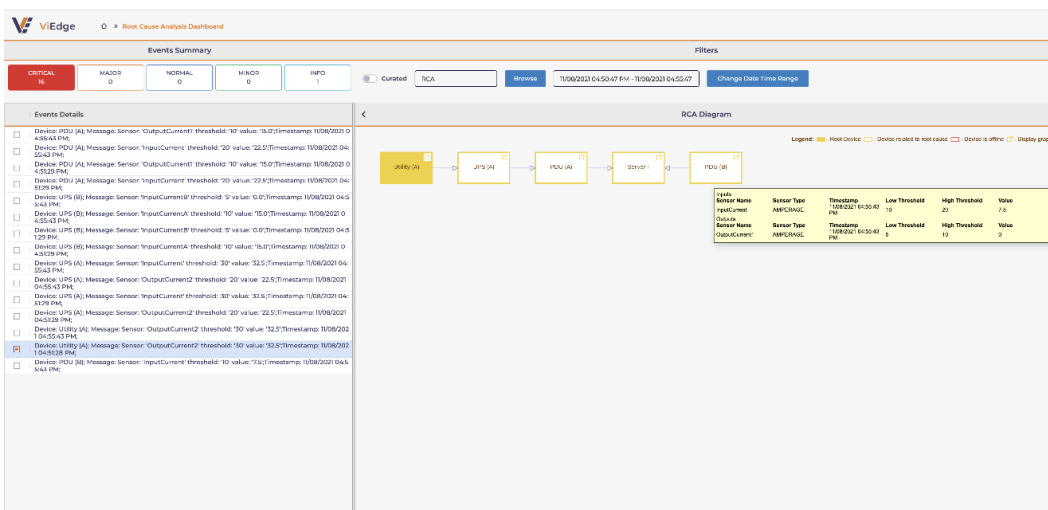 ViEdge
» Root Cause Analysis Dashboard
Events Summary
Filters
CRITICAL
16
MAJOR
0
NORMAL
0
MINOR
0
INFO
1
Curated
RCA
Browse
11/08/2021 04:50:47 PM - 11/08/2021 04:55:47
Change Date Time Range
Events Details
RCA Diagram
Device: PDU (A); Message: Sensor: 'OutputCurrent1' threshold: '10' value: '15.0';Timestamp: 11/08/2021 0
4:55:43 PM;
Device: PDU (A); Message: Sensor: 'InputCurrent' threshold: '20' value: '22.5';Timestamp: 11/08/2021 04:
55:43 PM;
Device: PDU (A); Message: Sensor: 'OutputCurrent1' threshold: '10' value: '15.0';Timestamp: 11/08/2021 0
4:51:29 PM;
Device: PDU (A); Message: Sensor: 'InputCurrent' threshold: '20' value: '22.5';Timestamp: 11/08/2021 04:
51:29 PM;
Device: UPS (B); Message: Sensor: 'InputCurrentB' threshold: '5' value: '0.0';Timestamp: 11/08/2021 04:5
5:43 PM;
Device: UPS (B); Message: Sensor: 'InputCurrentA' threshold: '10' value: '15.0';Timestamp: 11/08/2021 0
4:55:43 PM;
Device: UPS (B); Message: Sensor: 'InputCurrentB' threshold: '5' value: '0.0';Timestamp: 11/08/2021 04:5
1:29 PM;
Device: UPS (B); Message: Sensor: 'InputCurrentA' threshold: '10' value: '15.0';Timestamp: 11/08/2021 0
4:51:29 PM;
Device: UPS (A); Message: Sensor: 'InputCurrent' threshold: '30' value: '32.5';Timestamp: 11/08/2021 04:
55:43 PM;
Device: UPS (A); Message: Sensor: 'OutputCurrent2' threshold: '20' value: '22.5';Timestamp: 11/08/2021
04:55:43 PM;
Device: UPS (A); Message: Sensor: 'InputCurrent' threshold: '30' value: '32.5';Timestamp: 11/08/2021 04:
51:29 PM;
Device: UPS (A); Message: Sensor: 'OutputCurrent2' threshold: '20' value: '22.5';Timestamp: 11/08/2021
04:51:29 PM;
Device: Utility (A); Message: Sensor: 'OutputCurrent2' threshold: '30' value: '32.5';Timestamp: 11/08/202
1 04:55:43 PM;
Device: Utility (A); Message: Sensor: 'OutputCurrent2' threshold: '30' value: '32.5';Timestamp: 11/08/202
1 04:51:28 PM;
Device: PDU (B); Message: Sensor: 'InputCurrent' threshold: '10' value: '7.5';Timestamp: 11/08/2021 04:5
5:43 PM;
Legend: - Root Device - Device related to root cause - Device is offline - Display grap
Utility (A)
UPS (A)
PDU (A)
Server1
PDU (B)
Inputs
Sensor Name Sensor Type Timestamp Low Threshold High Threshold Value
InputCurrent AMPERAGE 11/08/2021 04:55:43 PM 10 20 7.5
Outputs
Sensor Name Sensor Type Timestamp Low Threshold High Threshold Value
OutputCurrent1 AMPERAGE 11/08/2021 04:55:43 PM 5 10 0